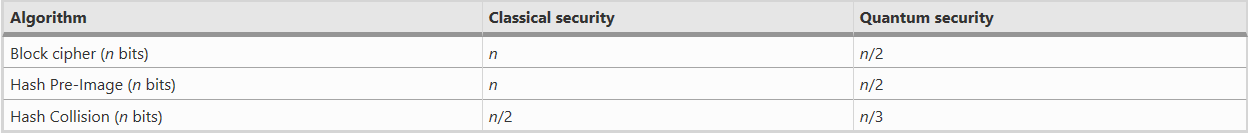 Algorithm Classical security Quantum security
Block cipher (n bits) n n/2
Hash Pre-Image (n bits) n n/2
Hash Collision (n bits) n/2 n/3